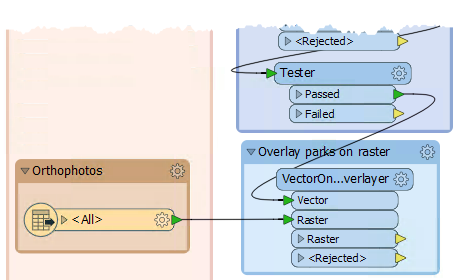 <Rejected>
Tester
Passed
Failed
Orthophotos
<All>
Overlay parks on raster
VectorOn...verlayer
Vector
Raster
Raster
<Rejected>